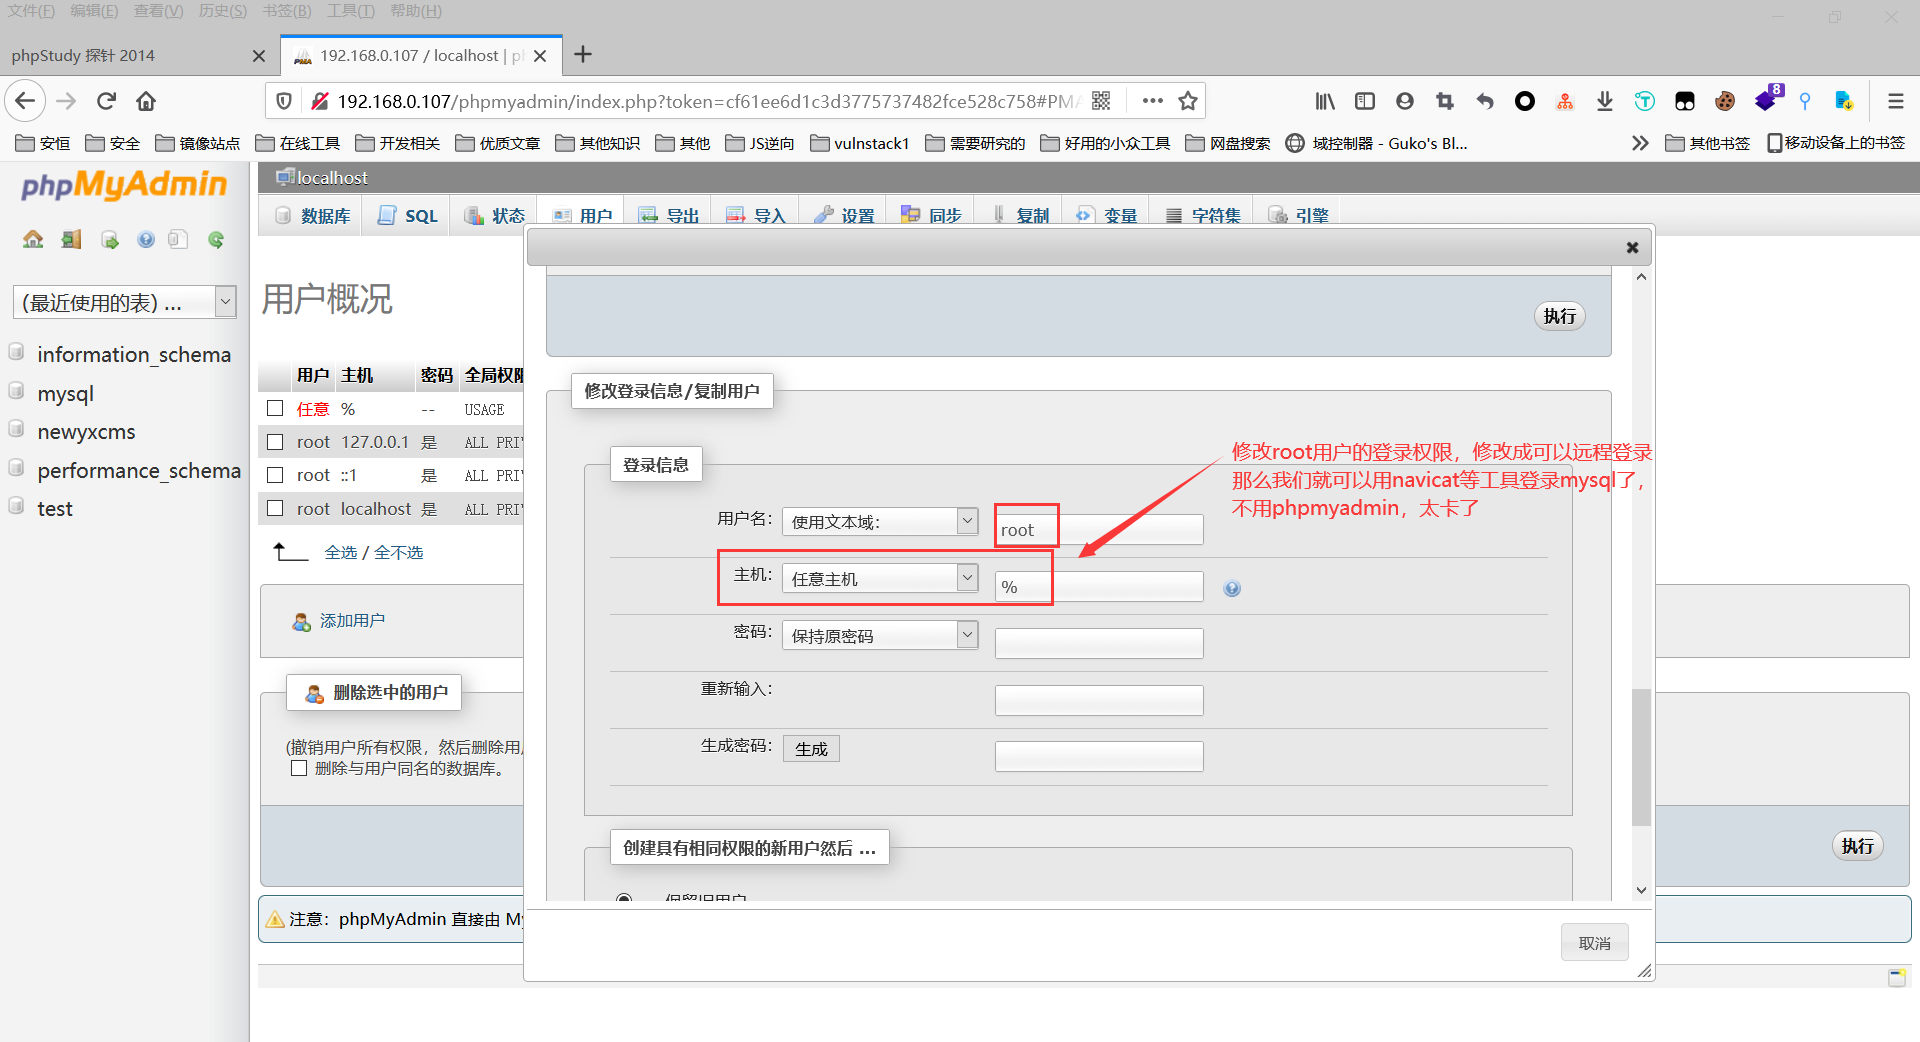 文件(F) 编辑(E) 查看(V) 历史(S) 书签(B) 工具(T) 帮助(H)
phpStudy 探针 2014
192.168.0.107 / localhost | p
192.168.0.107/phpmyadmin/index.php?token=cf61ee6d1c3d3775737482fce528c758#PMA
8
安恒 安全 镜像站点 在线工具 开发相关 优质文章 其他知识 其他 JS逆向 vulnstack1 需要研究的 好用的小众工具 网盘搜索 域控制器 - Guko's Bl... 其他书签 移动设备上的书签
phpMyAdmin
localhost
数据库 SQL 状态 用户 导出 导入 设置 同步 复制 变量 字符集 引擎
(最近使用的表) ...
information_schema
mysql
newyxcms
performance_schema
test
用户概况
用户 主机 密码 全局权限
任意 % -- USAGE
root 127.0.0.1 是 ALL PRI
root ::1 是 ALL PRI
root localhost 是 ALL PRI
全选 / 全不选
添加用户
删除选中的用户
(撤销用户所有权限，然后删除用
删除与用户同名的数据库。
注意：phpMyAdmin 直接由 My
执行
执行
修改登录信息/复制用户
登录信息
用户名： 使用文本域： root
主机： 任意主机 %
密码： 保持原密码
重新输入：
生成密码： 生成
修改root用户的登录权限，修改成可以远程登录
那么我们就可以用navicat等工具登录mysql了，
不用phpmyadmin，太卡了
创建具有相同权限的新用户然后 ...
保留旧用户
取消